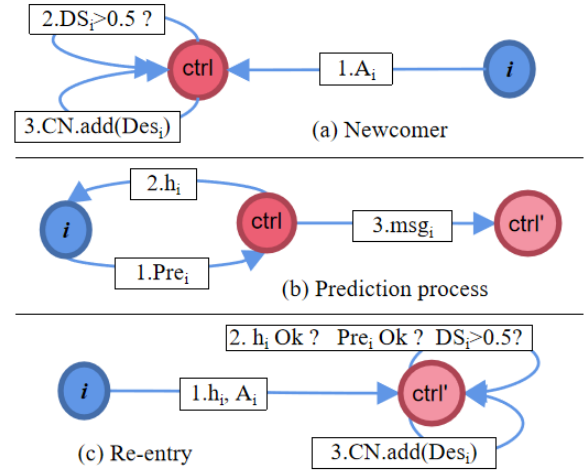 2.DSi>0.5 ?
ctrl
1.Ai
i
3.CN.add(Desi)
(a) Newcomer
2.hi
i
ctrl
3.msgi
ctrl'
1.Prei
(b) Prediction process
2. hi Ok ? Prei Ok ? DSi>0.5?
i
1.hi, Ai
ctrl'
3.CN.add(Desi)
(c) Re-entry